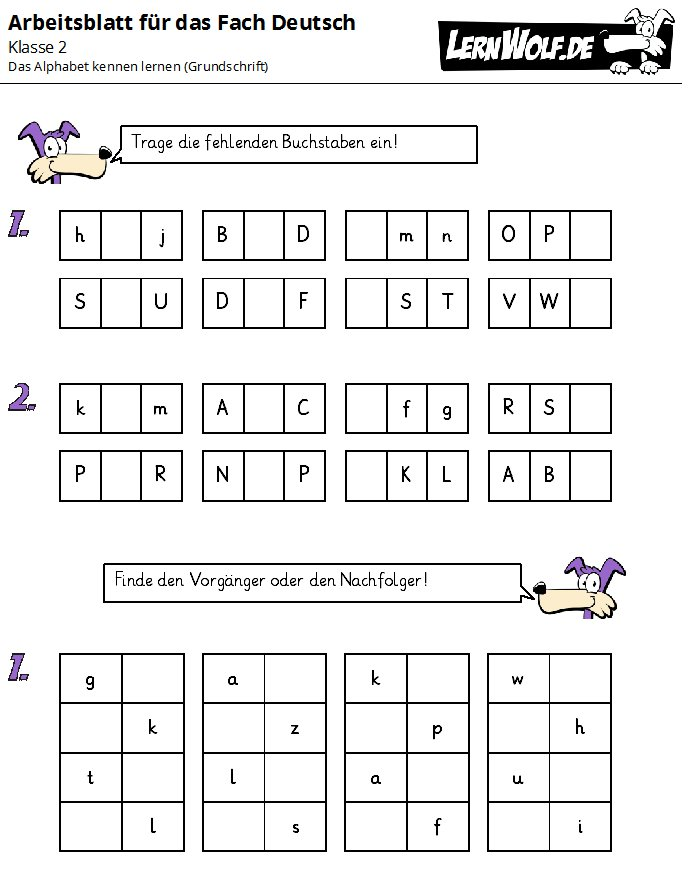 Arbeitsblatt für das Fach Deutsch
Klasse 2
Das Alphabet kennen lernen (Grundschrift)
LERNWOLF.DE
Trage die fehlenden Buchstaben ein!
1.
h j B D m n O P
S U D F S T V W
2.
k m A C f g R S
P R N P K L A B
Finde den Vorgänger oder den Nachfolger!
1.
g a k w
k z p h
t l a u
l s f i